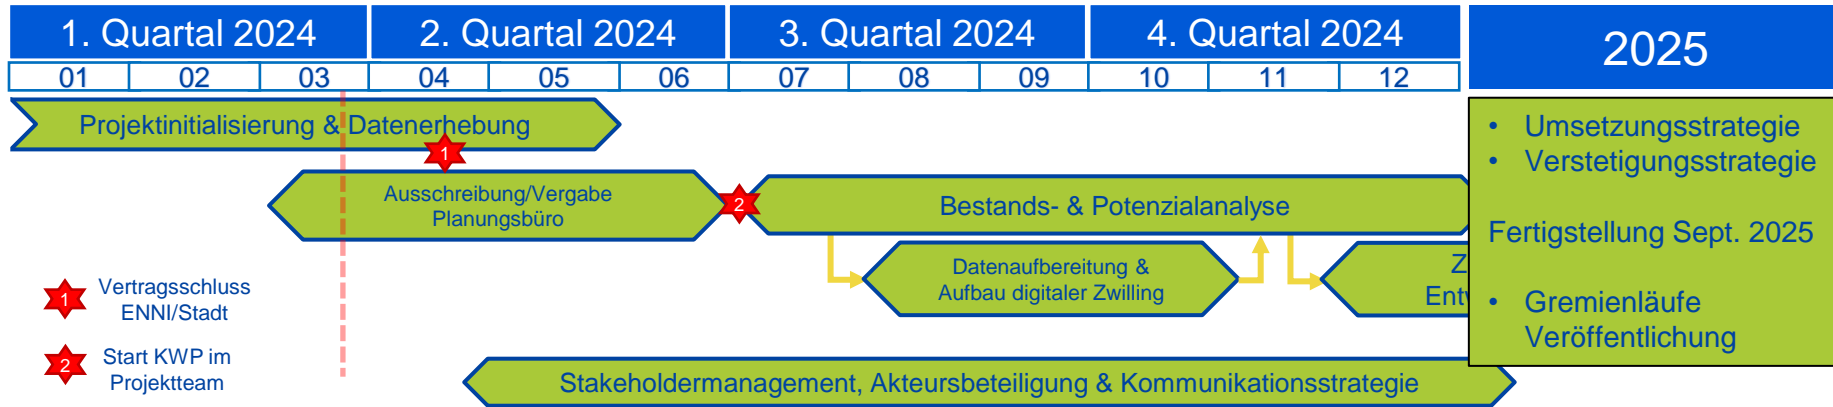 1. Quartal 2024
2. Quartal 2024
3. Quartal 2024
4. Quartal 2024
2025
01
02
03
04
05
06
07
08
09
10
11
12
Projektinitialisierung & Datenerhebung
1
Ausschreibung/Vergabe
Planungsbüro
2
Bestands- & Potenzialanalyse
Datenaufbereitung &
Aufbau digitaler Zwilling
Z
Entw
• Umsetzungsstrategie
• Verstetigungsstrategie
Fertigstellung Sept. 2025
• Gremienläufe
Veröffentlichung
1
Vertragsschluss
ENNI/Stadt
2
Start KWP im
Projektteam
Stakeholdermanagement, Akteursbeteiligung & Kommunikationsstrategie